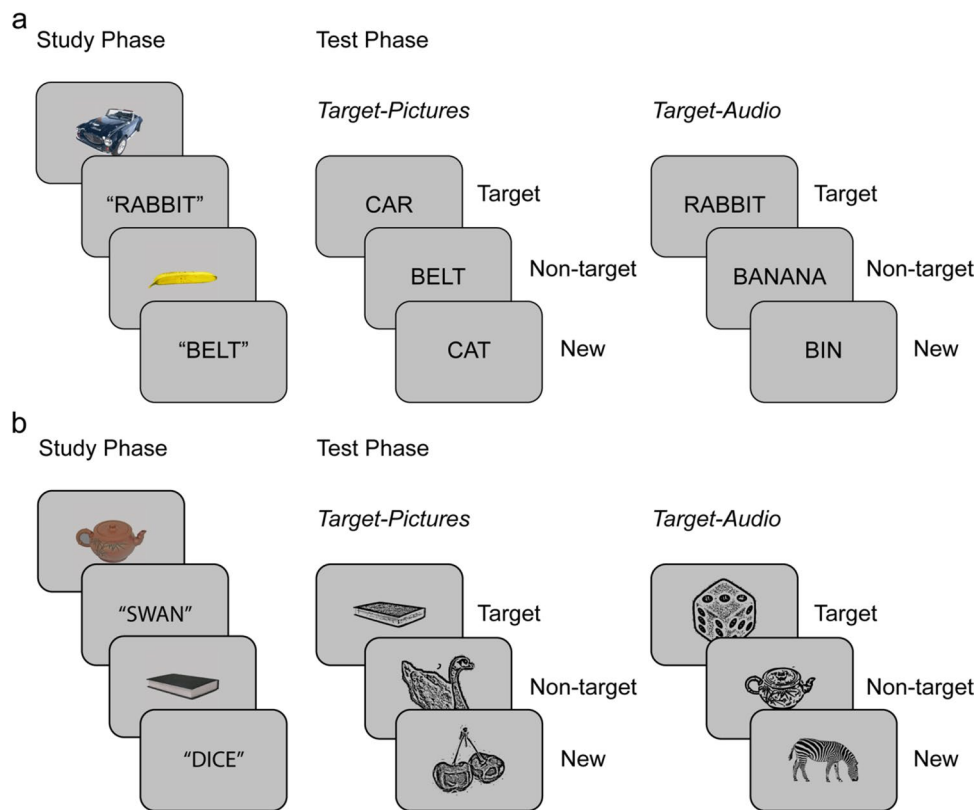 a
Study Phase
Test Phase
Target-Pictures
Target-Audio
“RABBIT”
“BELT”
CAR
Target
BELT
Non-target
CAT
New
RABBIT
Target
BANANA
Non-target
BIN
New
b
Study Phase
Test Phase
Target-Pictures
Target-Audio
“SWAN”
“DICE”
Target
Non-target
New
Target
Non-target
New